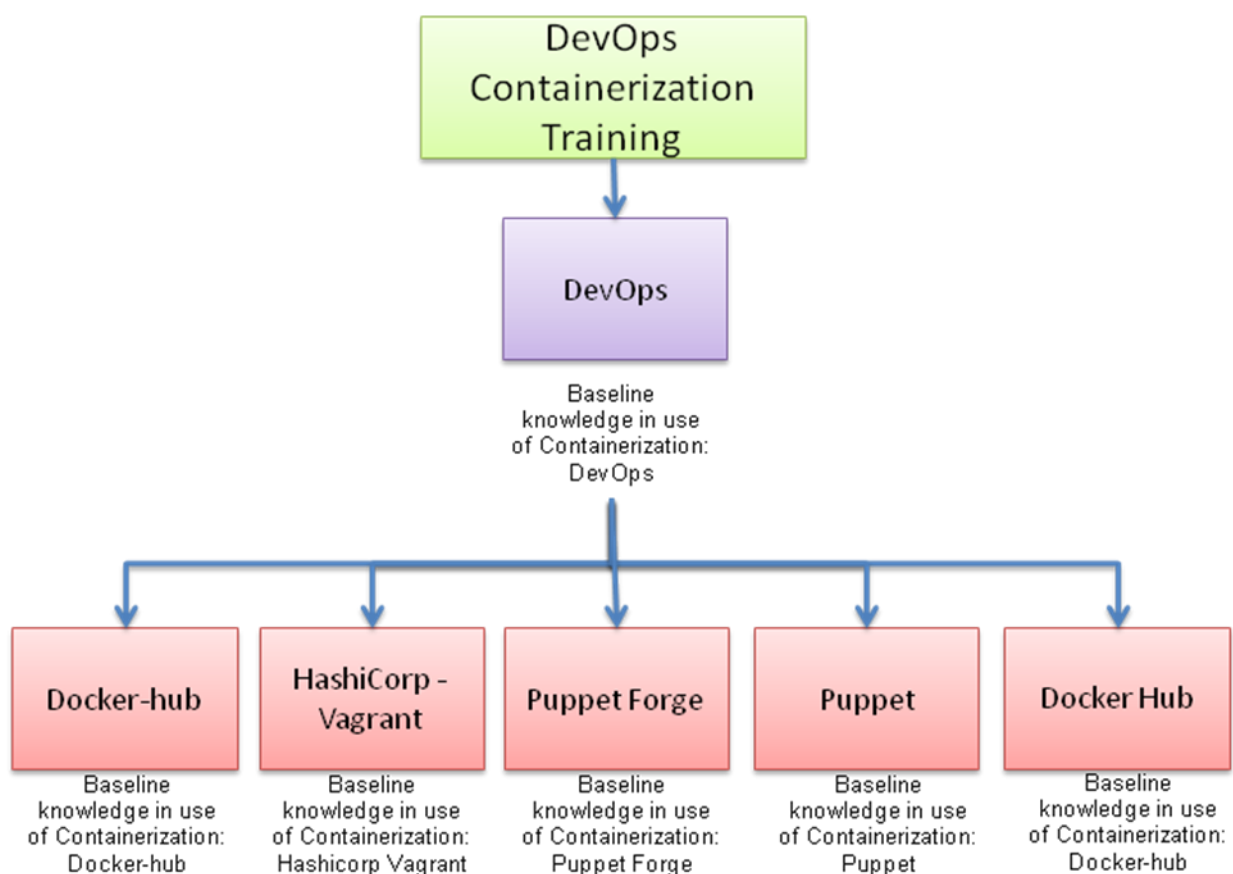 DevOps
Containerization
Training
DevOps
Baseline
knowledge in use
of Containerization:
DevOps
Docker-hub
HashiCorp -
Vagrant
Puppet Forge
Puppet
Docker Hub
Baseline
knowledge in use
of Containerization:
Docker-hub
Baseline
knowledge in use
of Containerization:
Hashicorp Vagrant
Baseline
knowledge in use
of Containerization:
Puppet Forge
Baseline
knowledge in use
of Containerization:
Puppet
Baseline
knowledge in use
of Containerization:
Docker-hub